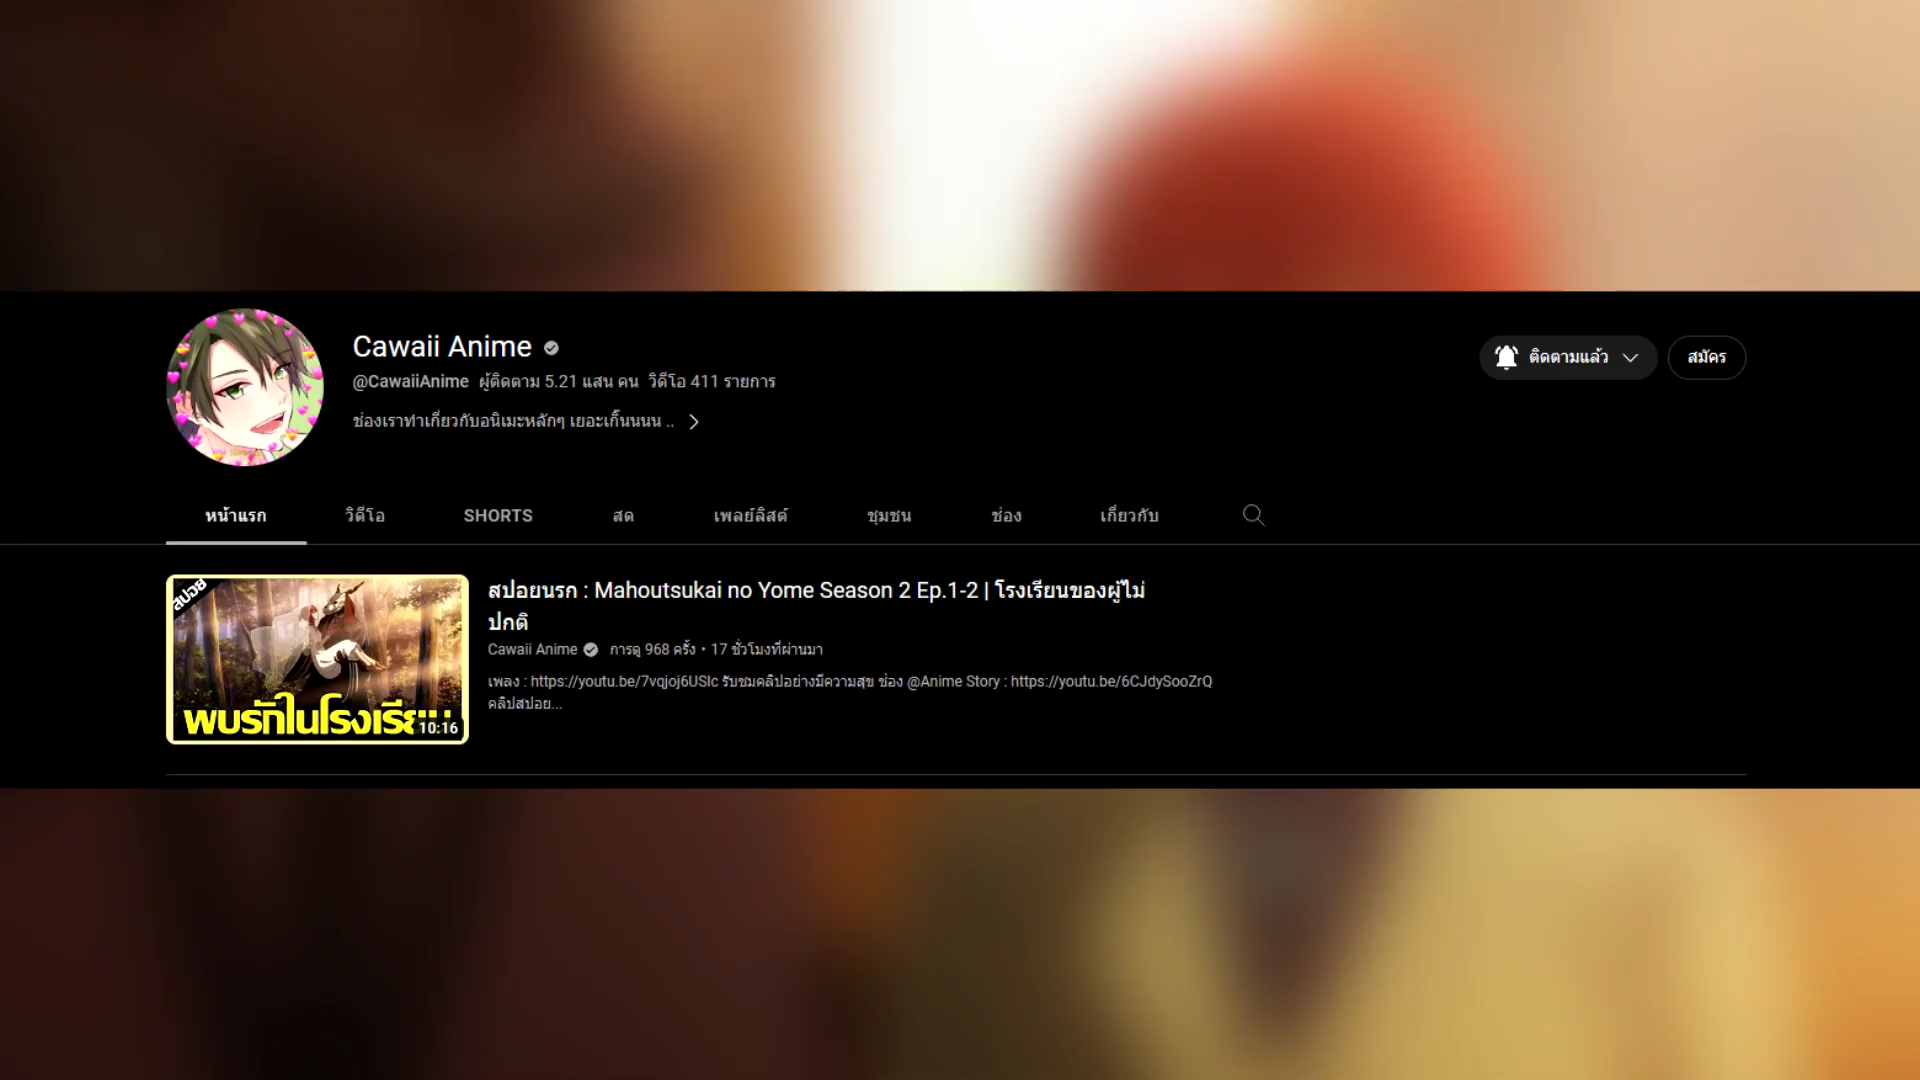 Cawaii Anime
@CawaiiAnime ผู้ติดตาม 5.21 แสน คน วิดีโอ 411 รายการ
ช่องเราทำเกี่ยวกับอนิเมะหลักๆ เยอะเกิ๊นนนน ..
ติดตามแล้ว
สมัคร
หน้าแรก วิดีโอ SHORTS สด เพลย์ลิสต์ ชุมชน ช่อง เกี่ยวกับ
สปอย
พบรักในโรงเรีย
10:16
สปอยนรก : Mahoutsukai no Yome Season 2 Ep.1-2 | โรงเรียนของผู้ไม่
ปกติ
Cawaii Anime การดู 968 ครั้ง • 17 ชั่วโมงที่ผ่านมา
เพลง : https://youtu.be/7vqjoj6USlc รับชมคลิปอย่างมีความสุข ช่อง @Anime Story : https://youtu.be/6CJdySooZrQ
คลิปสปอย...